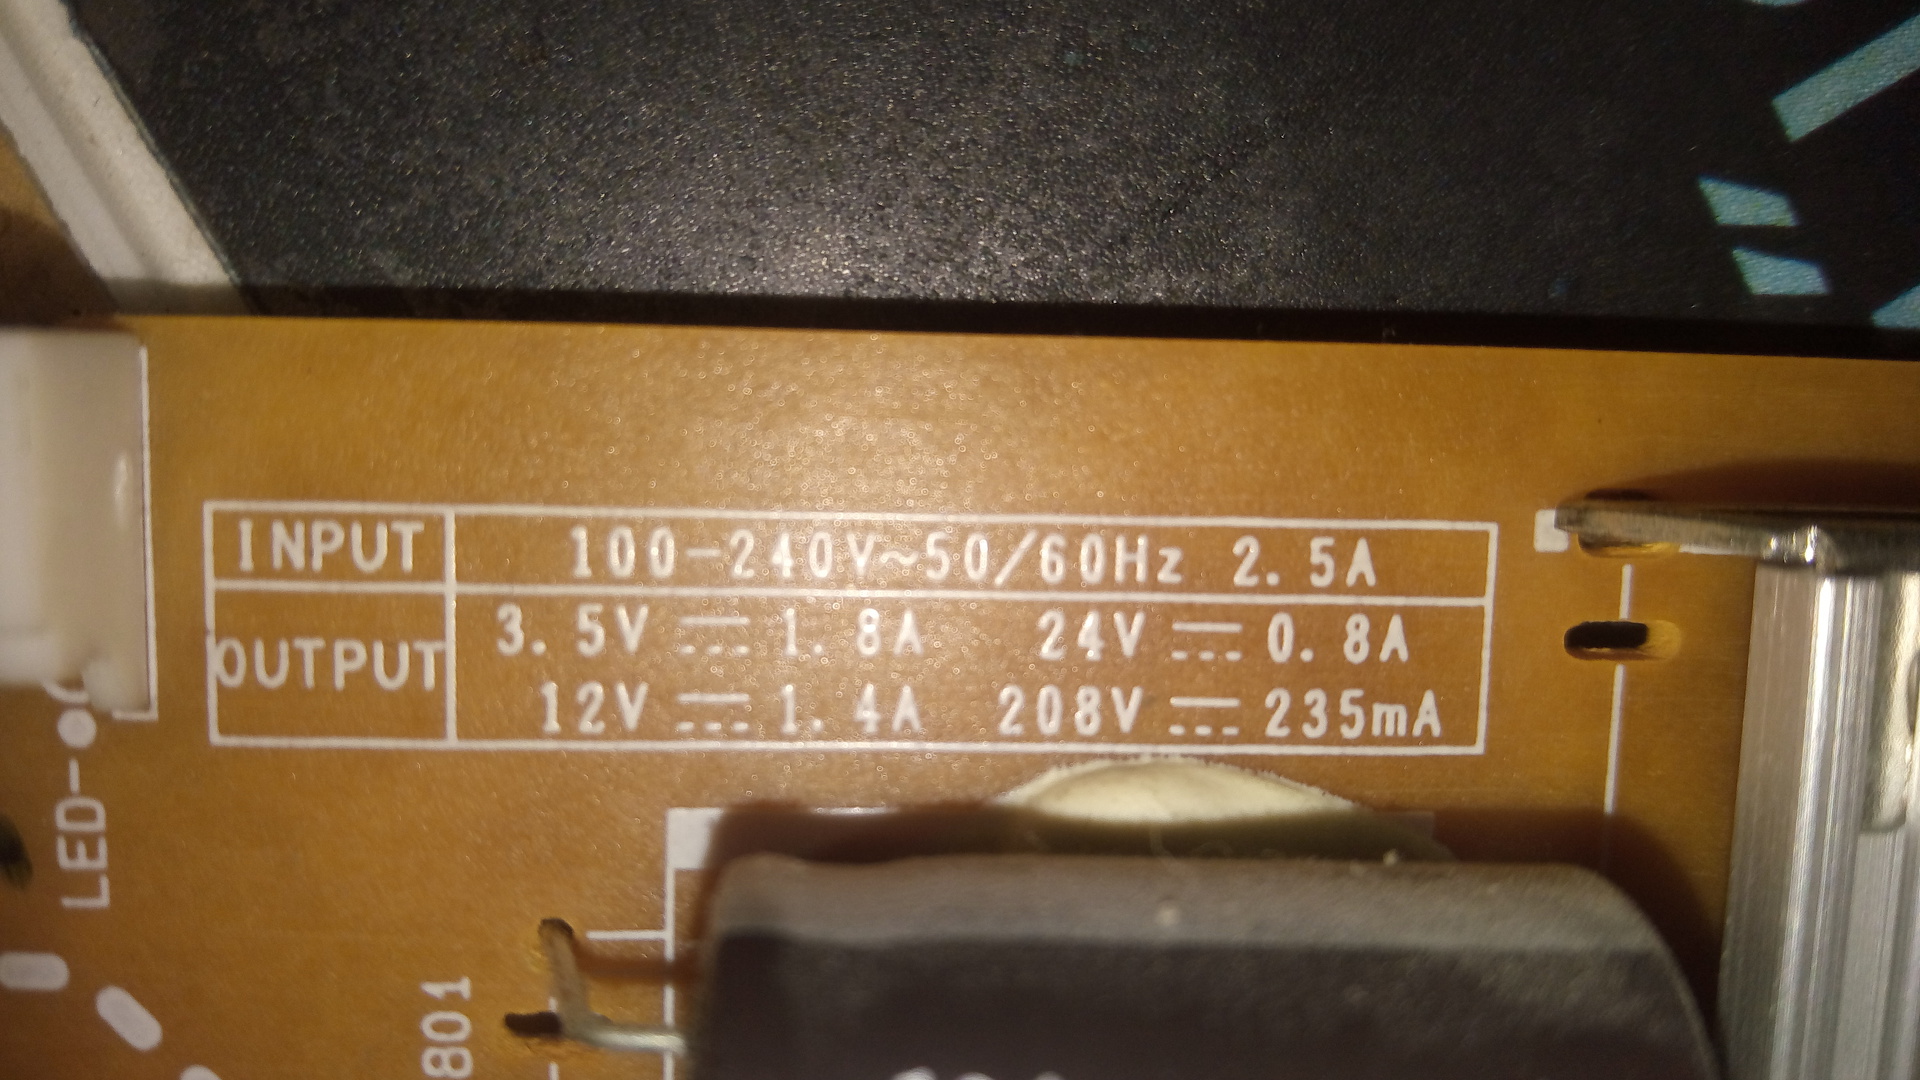 INPUT 100-240V~50/60Hz 2.5A
OUTPUT 3.5V ⎓ 1.8A 24V ⎓ 0.8A
12V ⎓ 1.4A 208V ⎓ 235mA
LED-
801